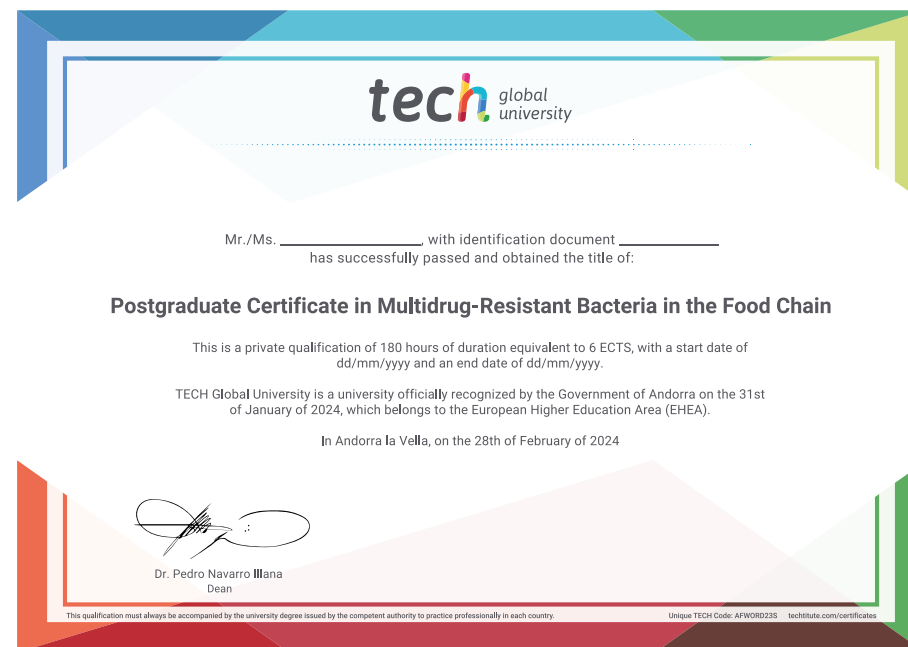 tech global university
Mr./Ms. ____________________, with identification document ______________
has successfully passed and obtained the title of:
Postgraduate Certificate in Multidrug-Resistant Bacteria in the Food Chain
This is a private qualification of 180 hours of duration equivalent to 6 ECTS, with a start date of
dd/mm/yyyy and an end date of dd/mm/yyyy.
TECH Global University is a university officially recognized by the Government of Andorra on the 31st
of January of 2024, which belongs to the European Higher Education Area (EHEA).
In Andorra la Vella, on the 28th of February of 2024
Dr. Pedro Navarro Illana
Dean
This qualification must always be accompanied by the university degree issued by the competent authority to practice professionally in each country.
Unique TECH Code: AFWORD23S techtitute.com/certificates